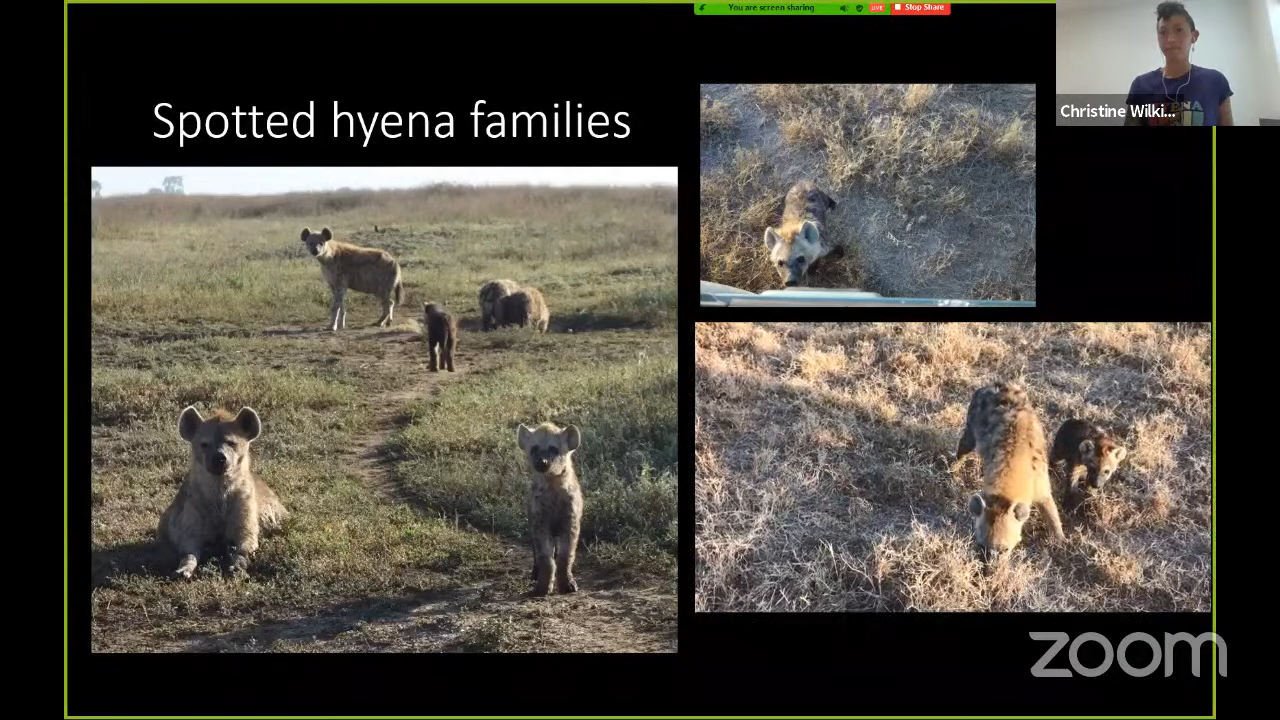 You are screen sharing
LIVE
Stop Share
Spotted hyena families
Christine Wilki...
zoom